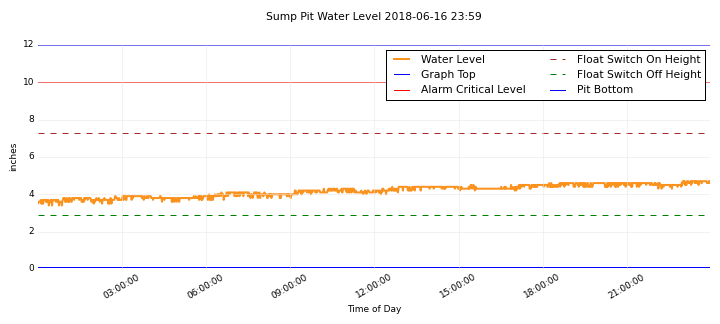 Sump Pit Water Level 2018-06-16 23:59
12
10
8
6
4
2
0
inches
Water Level
Graph Top
Alarm Critical Level
Float Switch On Height
Float Switch Off Height
Pit Bottom
03:00:00
06:00:00
09:00:00
12:00:00
15:00:00
18:00:00
21:00:00
Time of Day